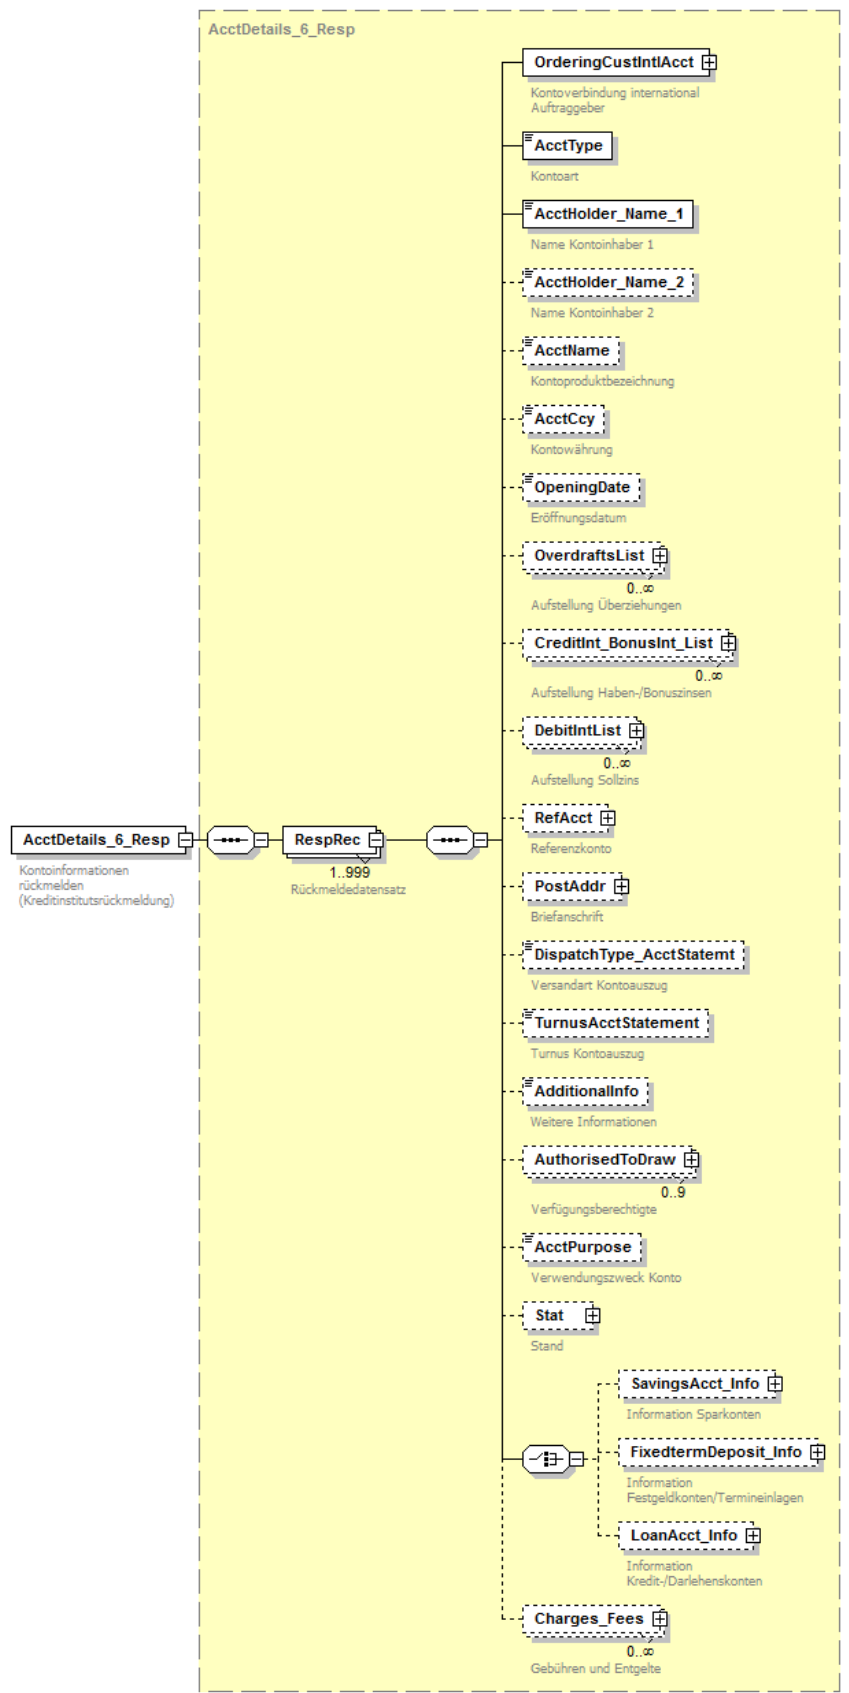 AcctDetails_6_Resp
OrderingCustIntlAcct
Kontoverbindung international
Auftraggeber
AcctType
Kontoart
AcctHolder_Name_1
Name Kontoinhaber 1
AcctHolder_Name_2
Name Kontoinhaber 2
AcctName
Kontoproduktbezeichnung
AcctCcy
Kontowährung
OpeningDate
Eröffnungsdatum
OverdraftsList
0..∞
Aufstellung Überziehungen
CreditInt_BonusInt_List
0..∞
Aufstellung Haben-/Bonuszinsen
DebitIntList
0..∞
Aufstellung Sollzins
RefAcct
Referenzkonto
AcctDetails_6_Resp
Kontoinformationen
rückmelden
(Kreditinstitutsrückmeldung)
RespRec
1..999
Rückmeldedatensatz
PostAddr
Briefanschrift
DispatchType_AcctStatemt
Versandart Kontoauszug
TurnusAcctStatement
Turnus Kontoauszug
AdditionalInfo
Weitere Informationen
AuthorisedToDraw
0..9
Verfügungsberechtigte
AcctPurpose
Verwendungszweck Konto
Stat
Stand
SavingsAcct_Info
Information Sparkonten
FixedtermDeposit_Info
Information
Festgeldkonten/Termineinlagen
LoanAcct_Info
Information
Kredit-/Darlehenskonten
Charges_Fees
0..∞
Gebühren und Entgelte